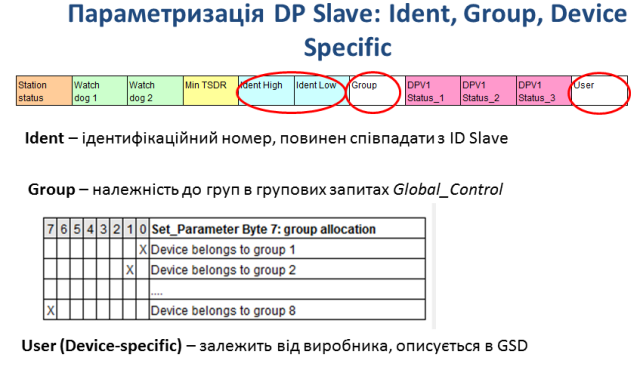 Параметризація DP Slave: Ident, Group, Device
Specific
Station status Watch dog 1 Watch dog 2 Min TSDR Ident High Ident Low Group DPV1 Status_1 DPV1 Status_2 DPV1 Status_3 User
Ident – ідентифікаційний номер, повинен співпадати з ID Slave
Group – належність до груп в групових запитах Global_Control
7 6 5 4 3 2 1 0 Set_Parameter Byte 7: group allocation
X Device belongs to group 1
X Device belongs to group 2
....
X Device belongs to group 8
User (Device-specific) – залежить від виробника, описується в GSD